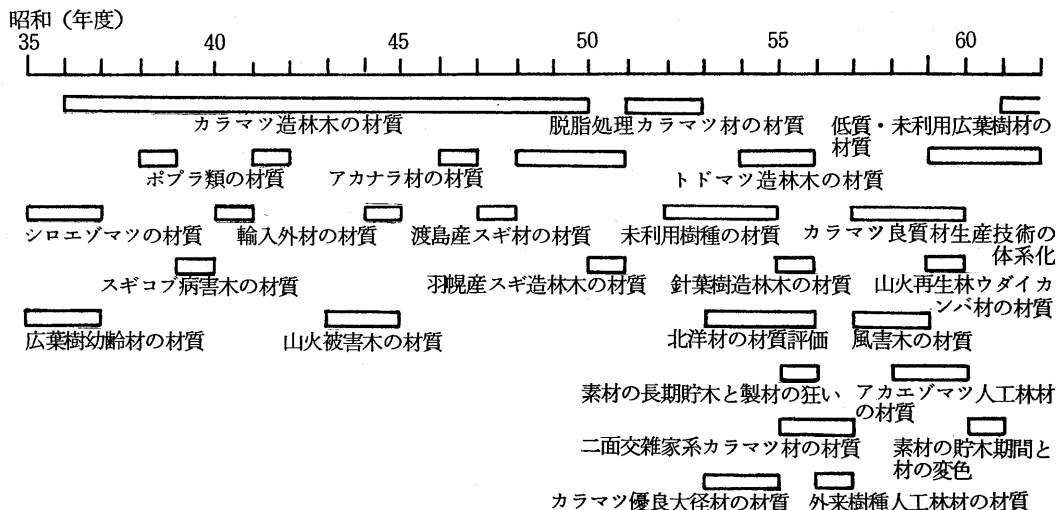 昭和（年度）
35 40 45 50 55 60
カラマツ造林木の材質 脱脂処理カラマツ材の材質 低質・未利用広葉樹材の
材質
ポプラ類の材質 アカナラ材の材質 トドマツ造林木の材質
シロエゾマツの材質 輸入外材の材質 渡島産スギ材の材質 未利用樹種の材質 カラマツ良質材生産技術の
体系化
スギコブ病害木の材質 羽幌産スギ造林木の材質 針葉樹造林木の材質 山火再生林ウダイカ
ンバ材の材質
広葉樹幼齢材の材質 山火被害木の材質 北洋材の材質評価 風害木の材質
素材の長期貯木と製材の狂い アカエゾマツ人工林材
の材質
二面交雑家系カラマツ材の材質 素材の貯木期間と
材の変色
カラマツ優良大径材の材質 外来樹種人工林材の材質